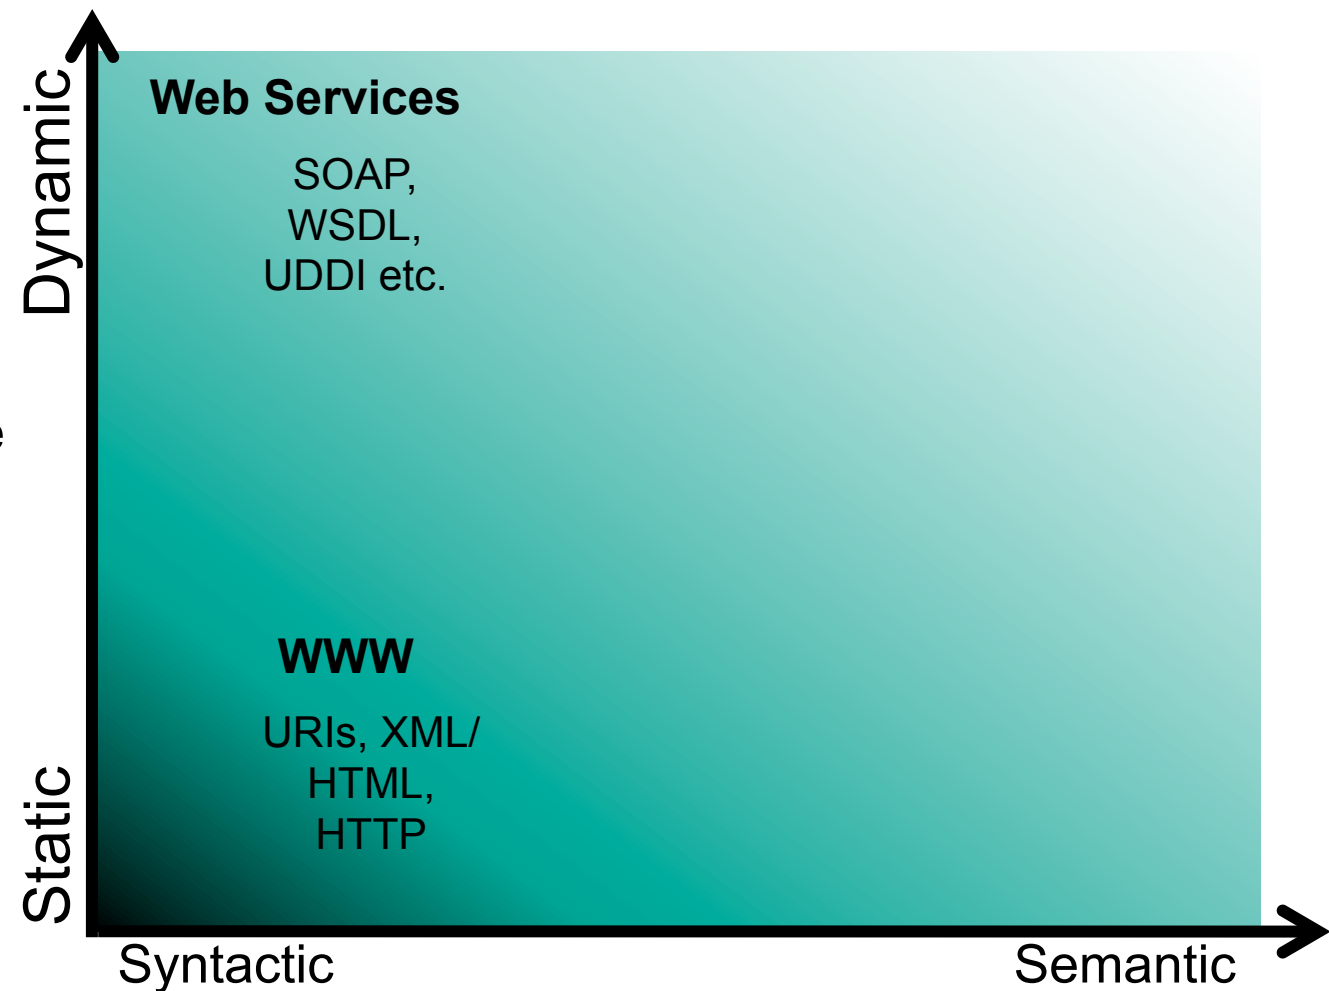 Dynamic
Web Services
SOAP,
WSDL,
UDDI etc.
e
WWW
URIs, XML/
HTML,
HTTP
Static
Syntactic
Semantic